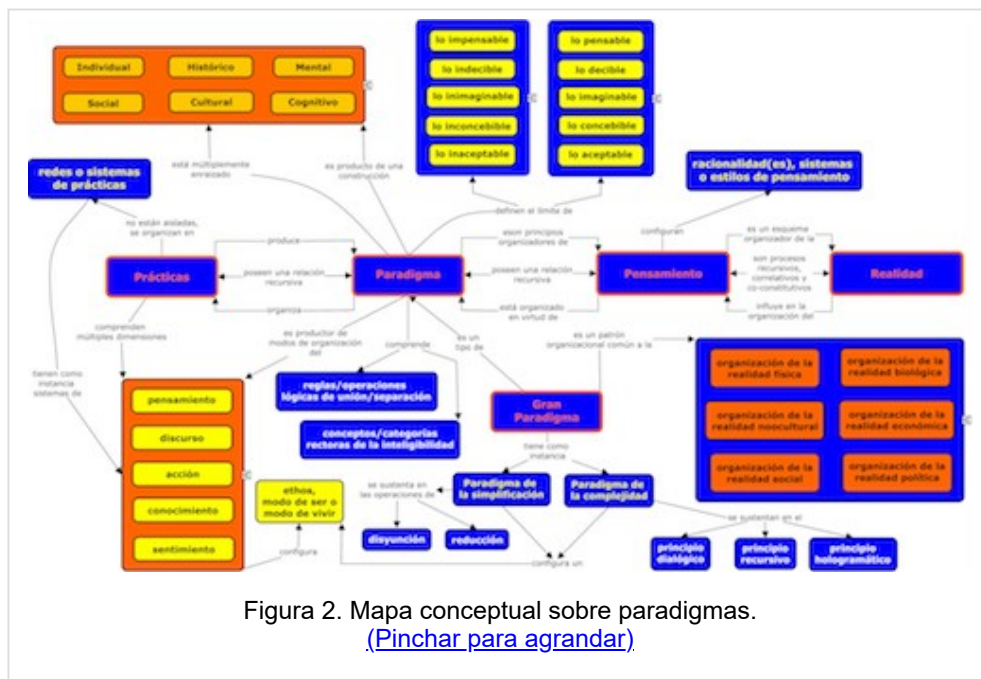 Individual
Histórico
Mental
Social
Cultural
Cognitivo
lo impensable
lo indecible
lo inimaginable
lo inconcebible
lo inaceptable
lo pensable
lo decible
lo imaginable
lo concebible
lo aceptable
redes o sistemas
de prácticas
está múltiplemente
enraizado
es producto de una
construcción
racionalidad(es), sistemas
o estilos de pensamiento
no están aisladas,
se organizan en
definen el límite de
configuran
produce
eson principios
organizadores de
es un esquema
organizador de la
Prácticas
poseen una relación
recursiva
Paradigma
poseen una relación
recursiva
Pensamiento
son procesos
recursivos,
correlativos y
co-constitutivos
Realidad
organiza
está organizado
en virtud de
influye en la
organización del
comprenden
múltiples dimensiones
es productor de
modos de organización
del
comprende
es un
tipo de
es un patrón
organizacional común a la
tienen como
instancia
sistemas de
pensamiento
discurso
acción
conocimiento
sentimiento
reglas/operaciones
lógicas de unión/separación
conceptos/categorías
rectoras de la inteligibilidad
Gran
Paradigma
organización de la
realidad física
organización de la
realidad biológica
organización de la
realidad noocultural
organización de la
realidad económica
organización de la
realidad social
organización de la
realidad política
tiene como
instancia
ethos,
modo de ser o
modo de vivir
se sustenta en
las operaciones de
Paradigma de
la simplificación
Paradigma de
la complejidad
se sustentan en el
disyunción
reducción
configura
configura un
principio
dialógico
principio
recursivo
principio
hologramático
Figura 2. Mapa conceptual sobre paradigmas.
(Pinchar para agrandar)